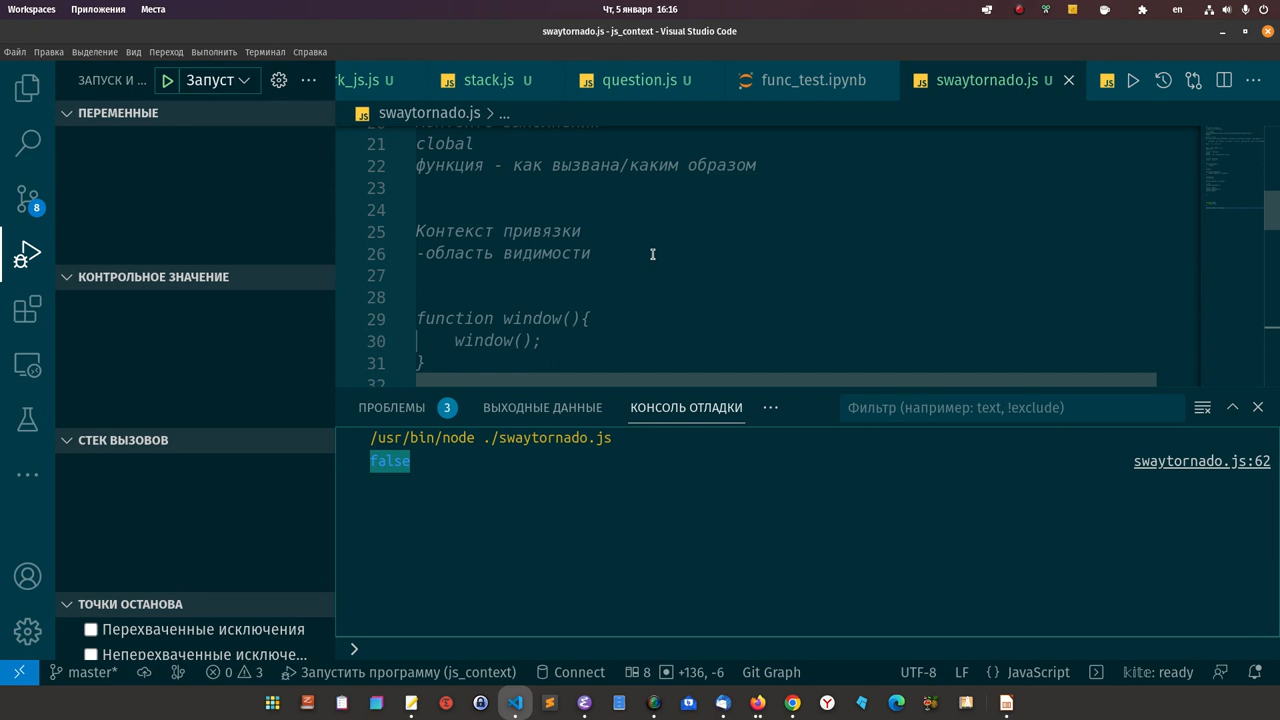 Workspaces Приложения Места Чт, 5 января 16:16 en
swaytornado.js - js_context - Visual Studio Code
Файл Правка Выделение Вид Переход Выполнить Терминал Справка
ЗАПУСК И ... Запуст rk_js.js U stack.js U question.js U func_test.ipynb swaytornado.js U
ПЕРЕМЕННЫЕ
swaytornado.js > ...
21 clobal
22 функция - как вызвана/каким образом
23
24
25 Контекст привязки
26 -область видимости
27
28
29 function window(){
30 window();
31 }
32
КОНТРОЛЬНОЕ ЗНАЧЕНИЕ
СТЕК ВЫЗОВОВ
ТОЧКИ ОСТАНОВА
Перехваченные исключения
Неперехваченные исключе...
8
ПРОБЛЕМЫ 3 ВЫХОДНЫЕ ДАННЫЕ КОНСОЛЬ ОТЛАДКИ Фильтр (например: text, !exclude)
/usr/bin/node ./swaytornado.js
false swaytornado.js:62
master* 0 3 Запустить программу (js_context) Connect 8 +136, -6 Git Graph UTF-8 LF {} JavaScript kite: ready